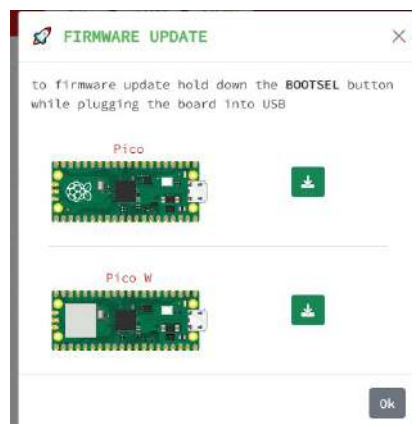 FIRMWARE UPDATE
to firmware update hold down the BOOTSEL button
while plugging the board into USB
Pico
Pico W
Ok